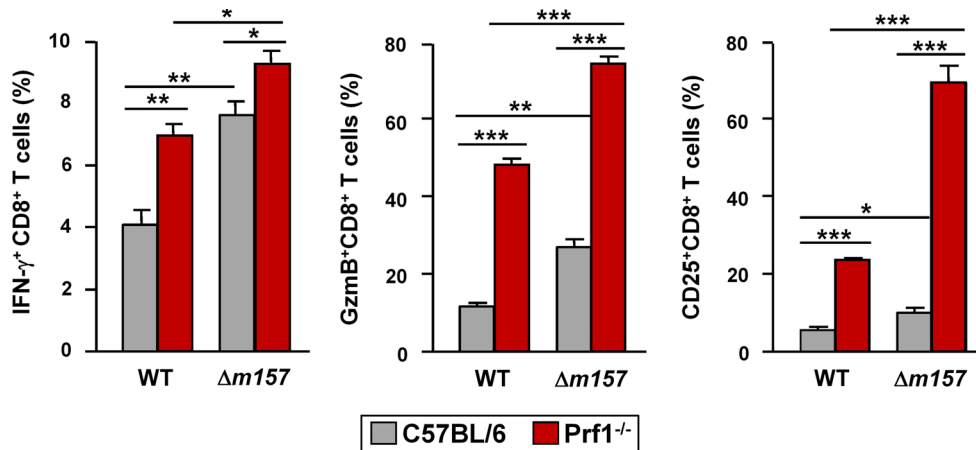 IFN-γ⁺ CD8⁺ T cells (%)
10
8
6
4
2
0
**
**
*
*
WT
Δm157
GzmB⁺CD8⁺ T cells (%)
80
60
40
20
0
***
**
***
***
WT
Δm157
CD25⁺CD8⁺ T cells (%)
80
60
40
20
0
***
*
***
***
WT
Δm157
C57BL/6 Prf1⁻/⁻